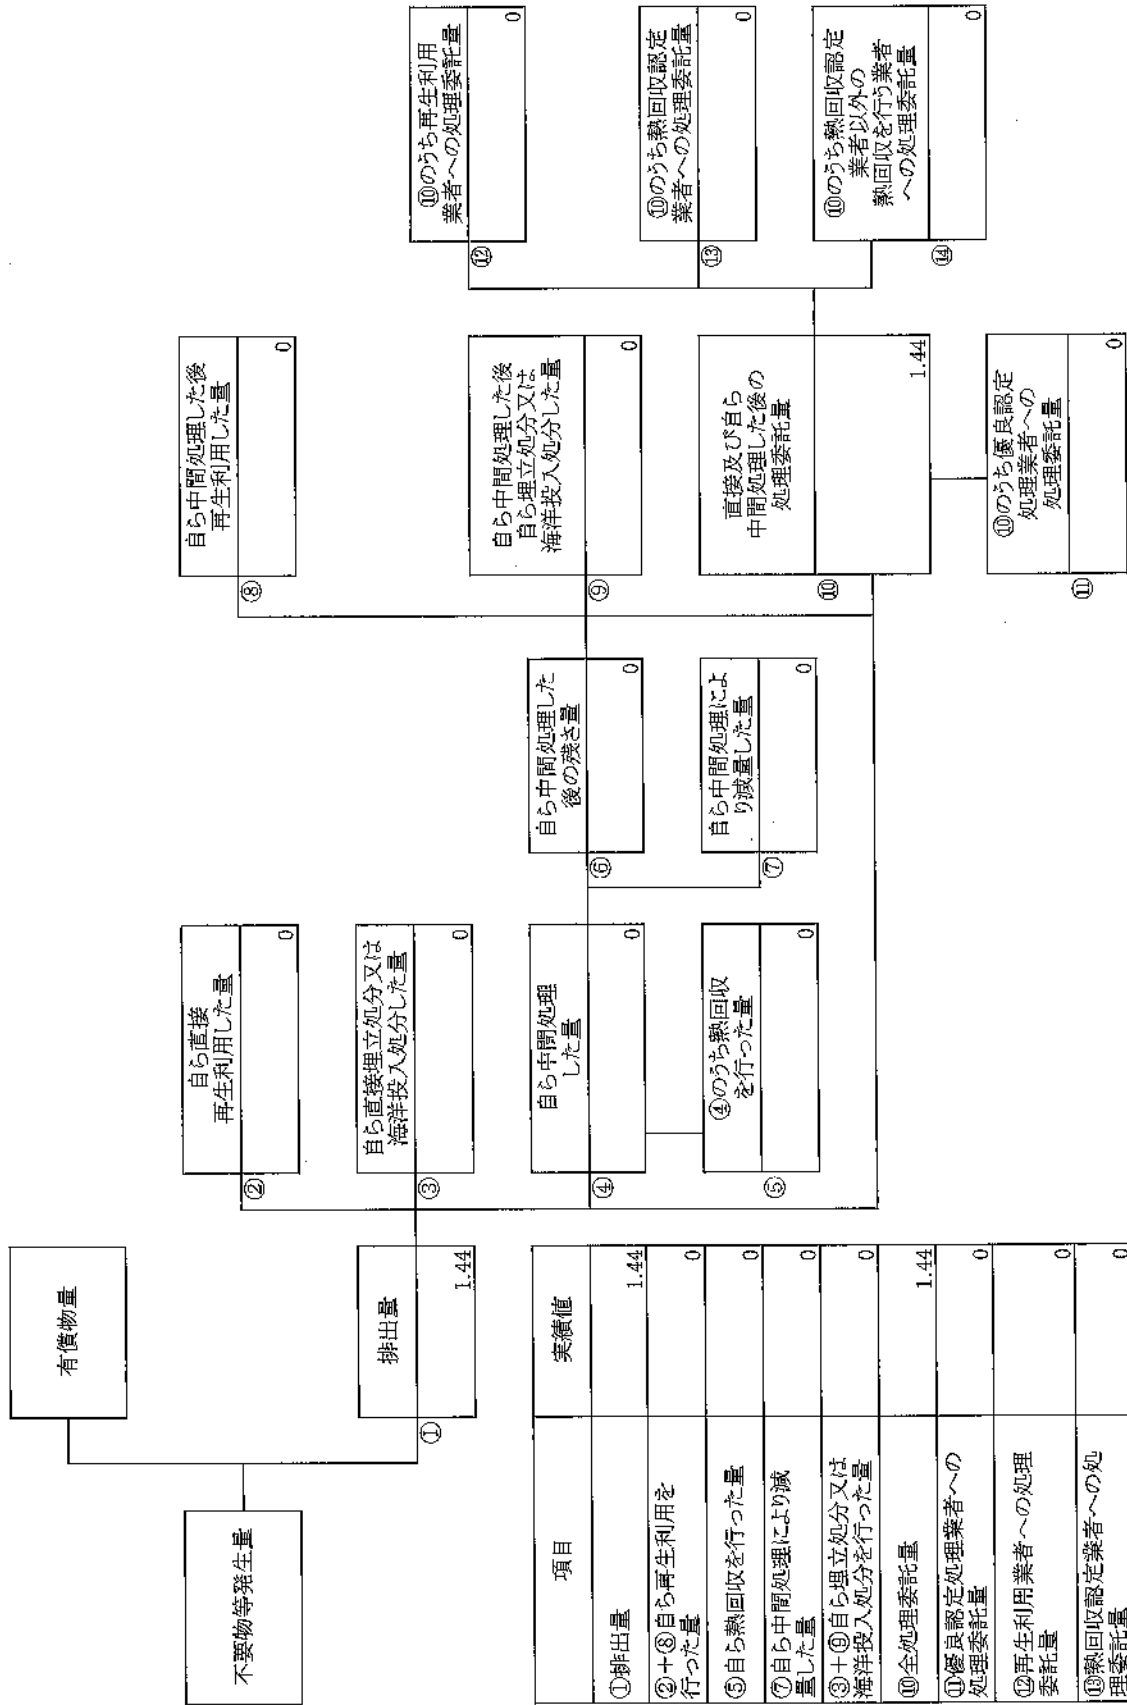 不要物等発生量
有償物量
排出量
①
1.44
自ら直接
再生利用した量
②
0
自ら直接埋立処分又は
海洋投入処分した量
③
0
自ら中間処理
した量
④
0
④のうち熱回収
を行った量
⑤
0
自ら中間処理した
後の残さ量
⑥
0
自ら中間処理によ
り減量した量
⑦
0
自ら中間処理した後
再生利用した量
⑧
0
自ら中間処理した後
自ら埋立処分又は
海洋投入処分した量
⑨
0
直接及び自ら
中間処理した後の
処理委託量
⑩
1.44
⑩のうち優良認定
処理業者への
処理委託量
⑪
0
⑩のうち再生利用
業者への処理委託量
⑫
0
⑩のうち熱回収認定
業者への処理委託量
⑬
0
⑩のうち熱回収認定
業者以外の
熱回収を行う業者
への処理委託量
⑭
0
項目 実績値
①排出量 1.44
②+⑧自ら再生利用を
行った量 0
⑤自ら熱回収を行った量 0
⑦自ら中間処理により減
量した量 0
③+⑨自ら埋立処分又は
海洋投入処分を行った量 0
⑩全処理委託量 1.44
⑪優良認定処理業者への
処理委託量 0
⑫再生利用業者への処理
委託量 0
⑬熱回収認定業者への処
理委託量 0